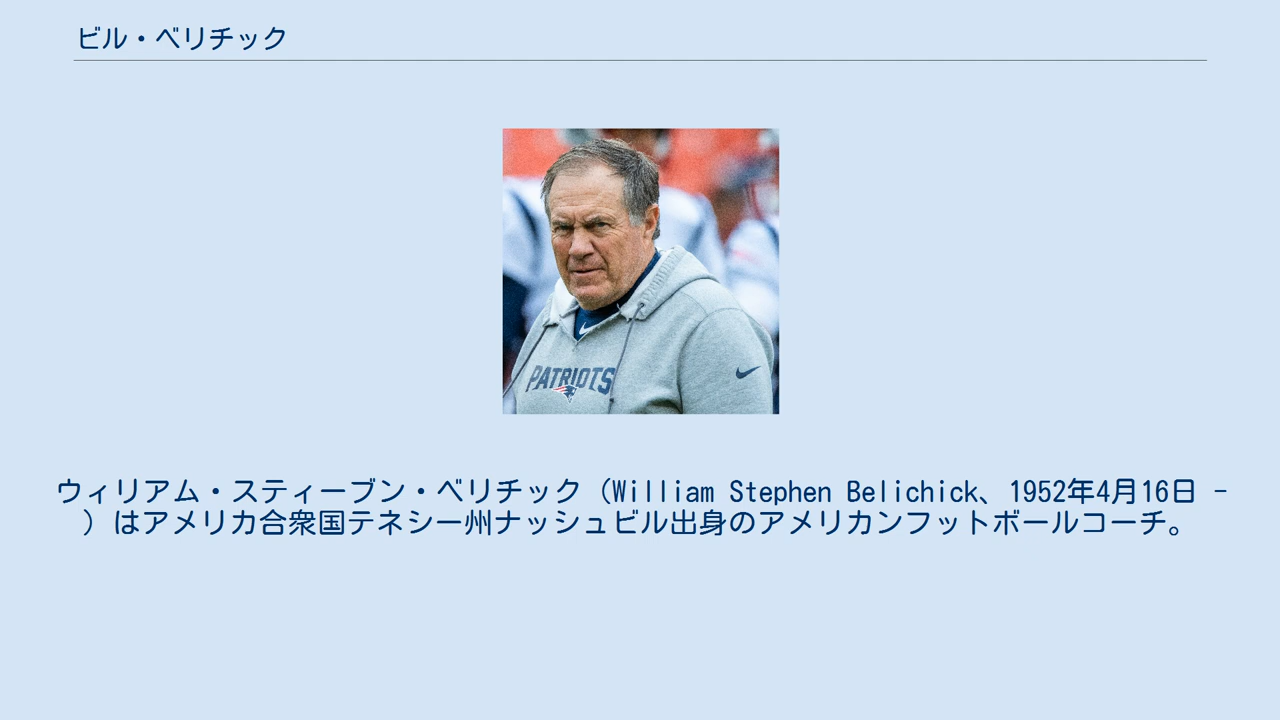 ビル・ベリチック
PATRIOTS
ウィリアム・スティーブン・ベリチック（William Stephen Belichick、1952年4月16日 -
）はアメリカ合衆国テネシー州ナッシュビル出身のアメリカンフットボールコーチ。